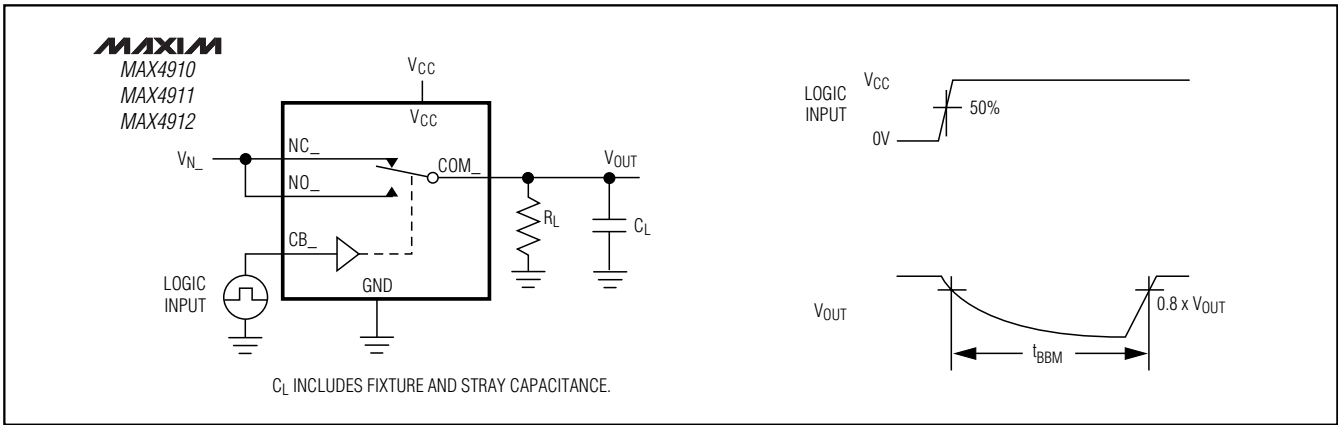 MAXIM
MAX4910
MAX4911
MAX4912
VCC
VCC
VN_
NC_
NO_
COM_
VOUT
RL
CL
CB_
LOGIC
INPUT
GND
CL INCLUDES FIXTURE AND STRAY CAPACITANCE.
LOGIC
INPUT
VCC
50%
0V
VOUT
0.8 x VOUT
tBBM